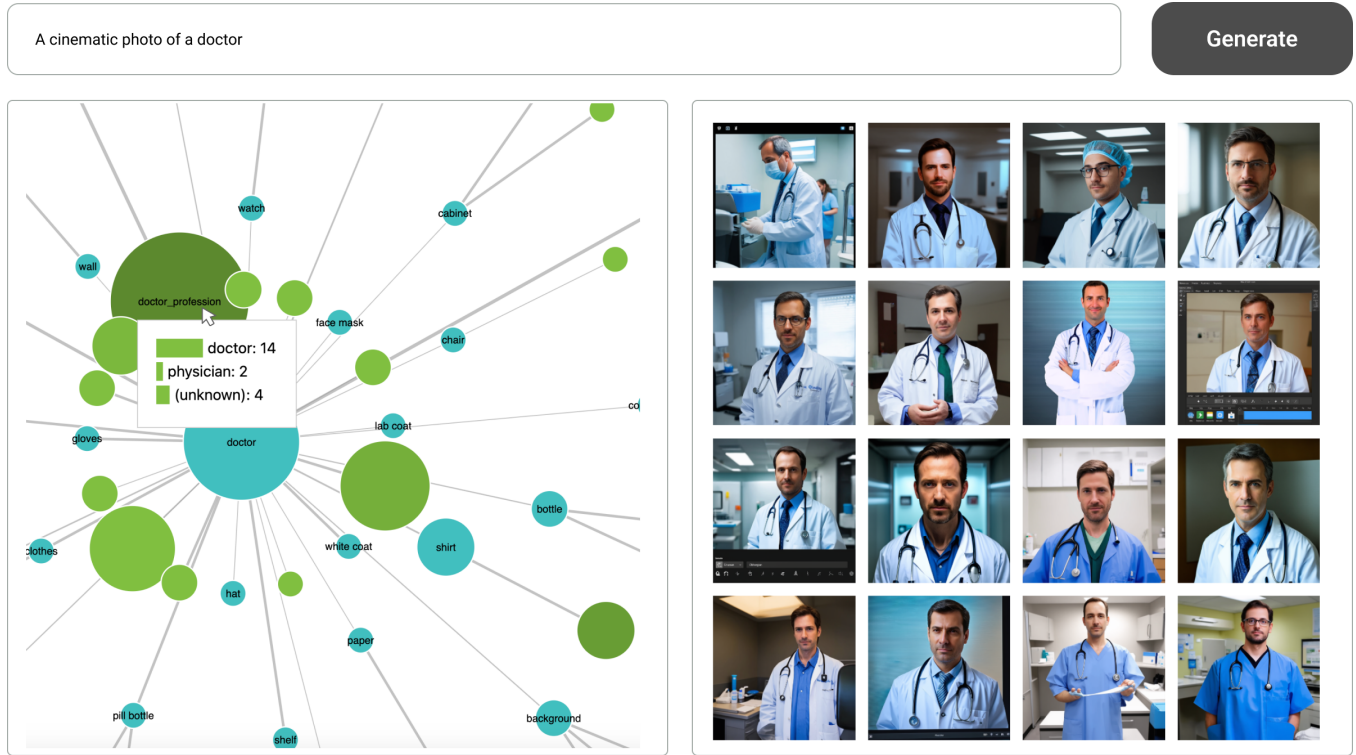 A cinematic photo of a doctor
Generate
watch
cabinet
wall
doctor_profession
face mask
chair
doctor: 14
physician: 2
(unknown): 4
co
lab coat
gloves
doctor
bottle
white coat
shirt
clothes
hat
paper
pill bottle
background
shelf